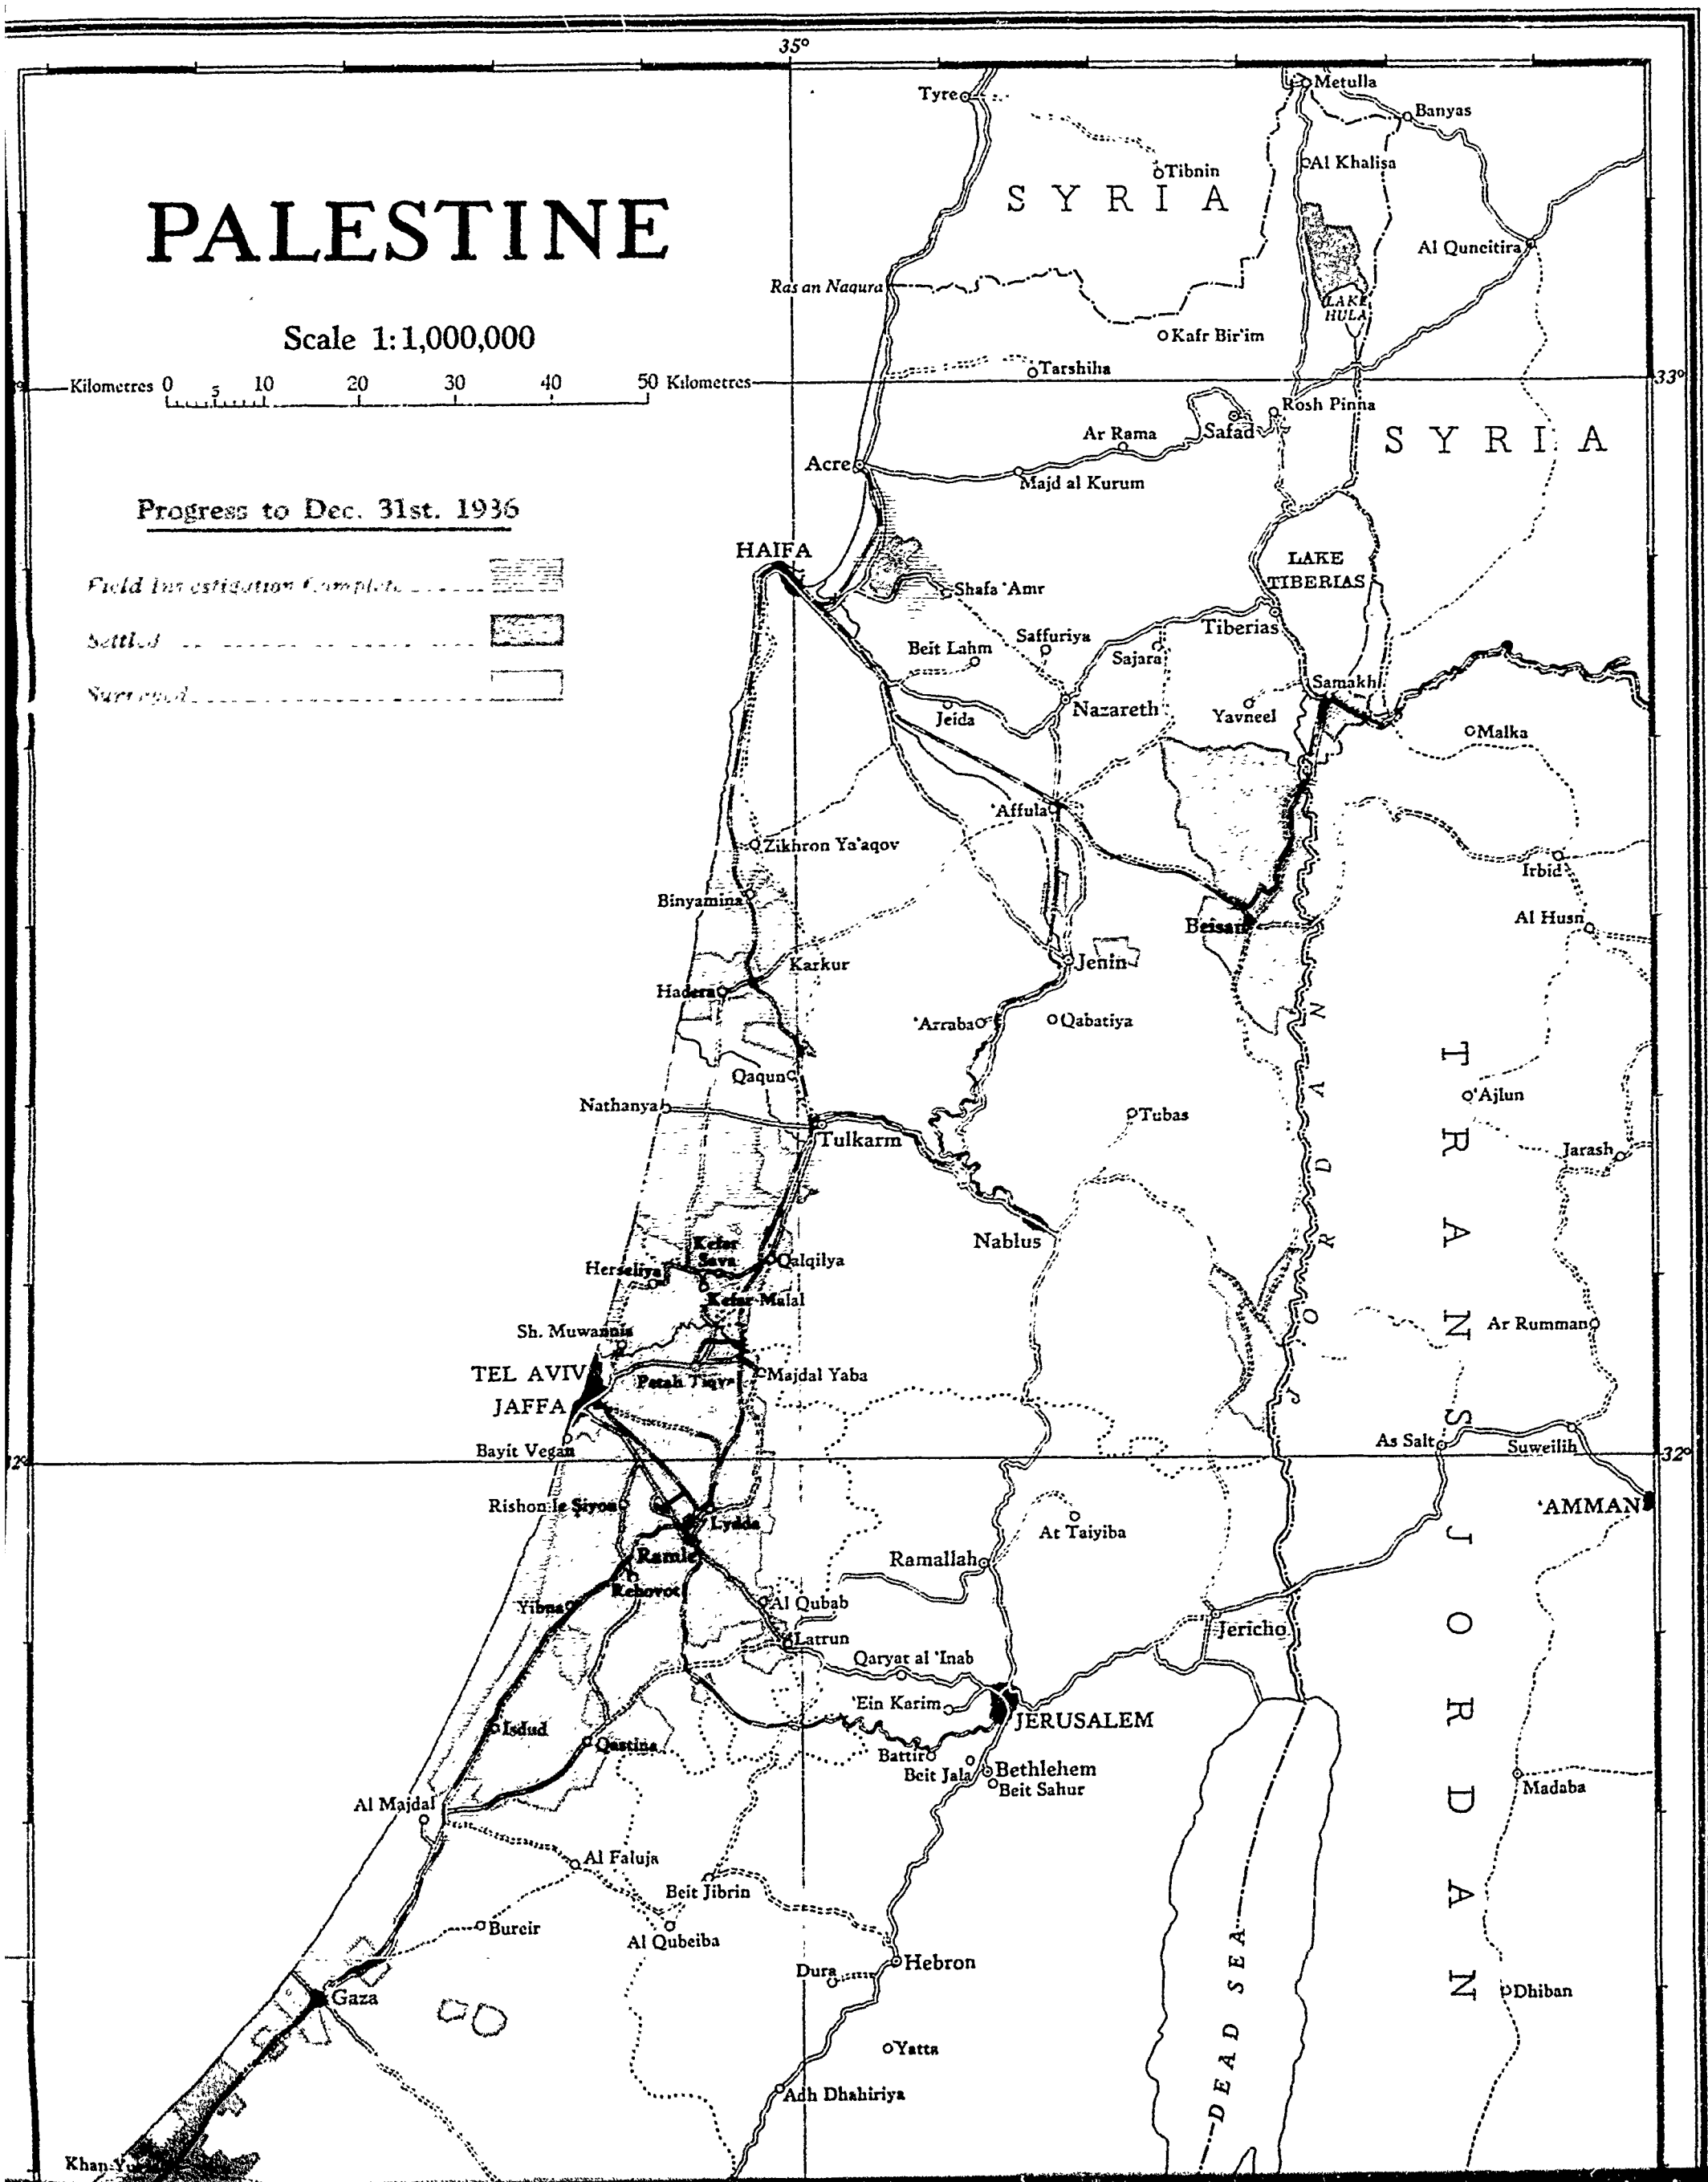 35°
PALESTINE
Scale 1:1,000,000
Kilometres 0 5 10 20 30 40 50 Kilometres
33°
Progress to Dec. 31st. 1936
Field Investigation Complete
Settled
Surveyed
Metulla
Tyre
Banyas
Al Khalisa
Tibnin
SYRIA
Al Quneitira
Ras an Naqura
LAKE
HULA
Kafr Bir'im
Tarshiha
Rosh Pinna
Safad
Ar Rama
SYRIA
Acre
Majd al Kurum
HAIFA
LAKE
TIBERIAS
Shafa 'Amr
Tiberias
Saffuriya
Beit Lahm
Sajara
Samakh
Jeida
Nazareth
Yavneel
Malka
'Affula
Zikhron Ya'aqov
Irbid
Binyamina
Al Husn
Beisan
Karkur
Jenin
Hadera
'Arraba
Qabatiya
Qaqun
'Ajlun
Nathanya
Tubas
Tulkarm
Jarash
JORDAN
TRANSJORDAN
Nablus
Kefar
Sava
Qalqilya
Herseliya
Kefar Malal
Ar Rumman
Sh. Muwannis
TEL AVIV
Majdal Yaba
Petah Tiqva
JAFFA
As Salt
Suweilih
Bayit Vegan
32°
32°
Rishon le Siyon
'AMMAN
Lydda
At Taiyiba
Ramle
Ramallah
Rehovot
Yibna
Al Qubab
Jericho
Latrun
Qaryat al 'Inab
'Ein Karim
JERUSALEM
Isdud
Qastina
Battir
Beit Jala
Bethlehem
Beit Sahur
Madaba
Al Majdal
Al Faluja
Beit Jibrin
Bureir
Al Qubeiba
Hebron
Dura
DEAD SEA
Dhiban
Gaza
Yatta
Adh Dhahiriya
Khan